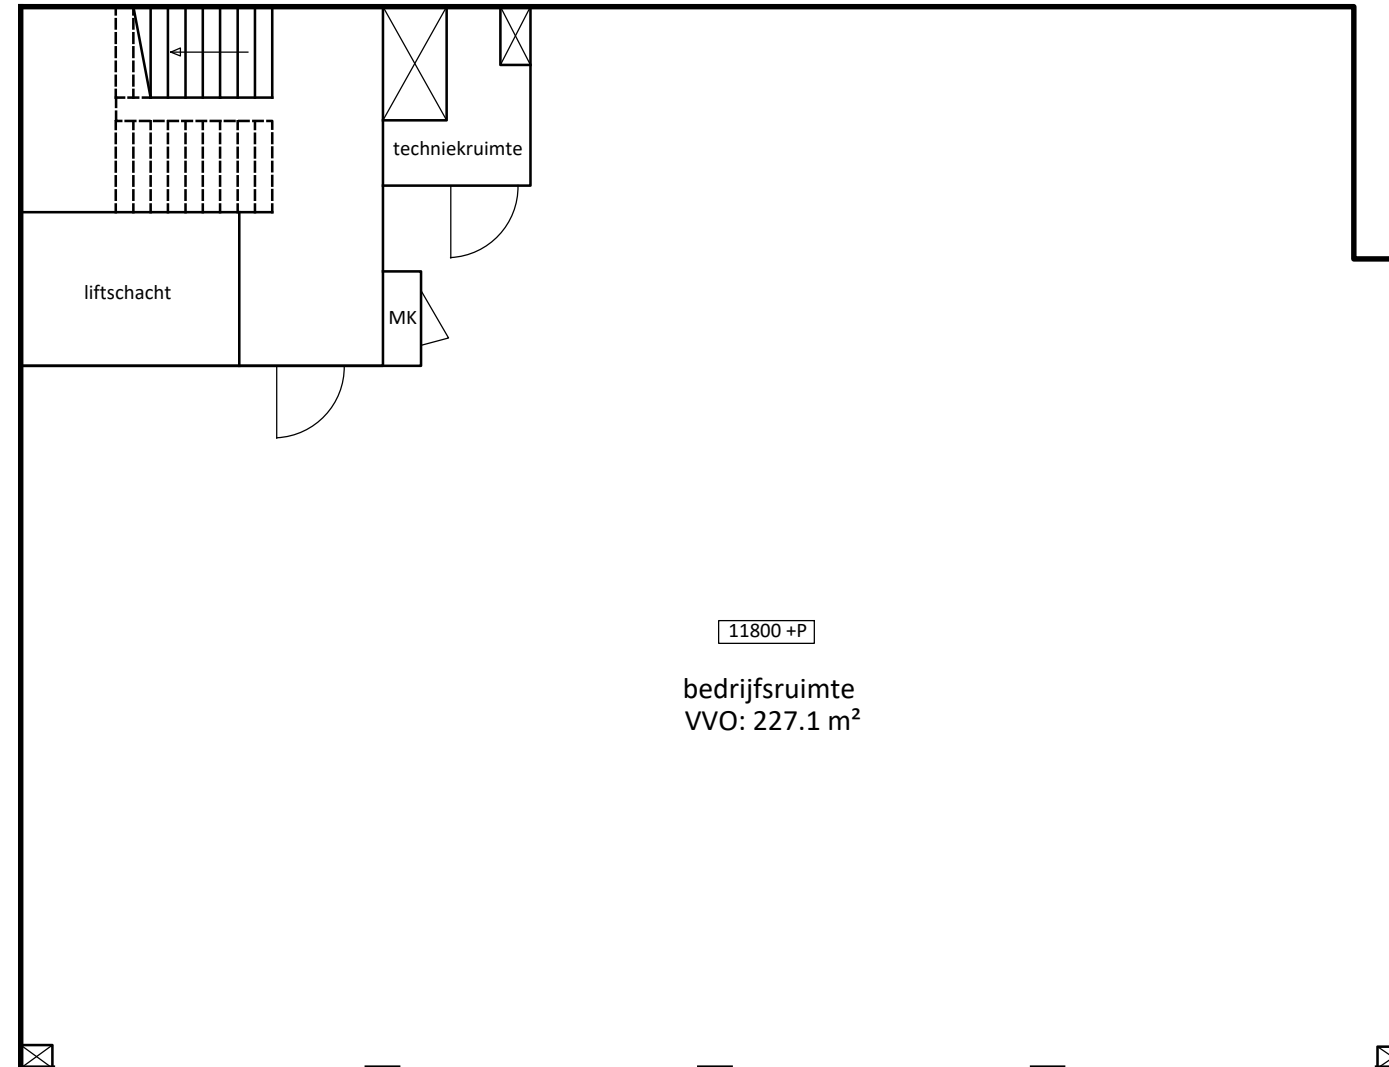 techniekruimte
liftschacht
MK
11800 +P
bedrijfsruimte
VVO: 227.1 m²